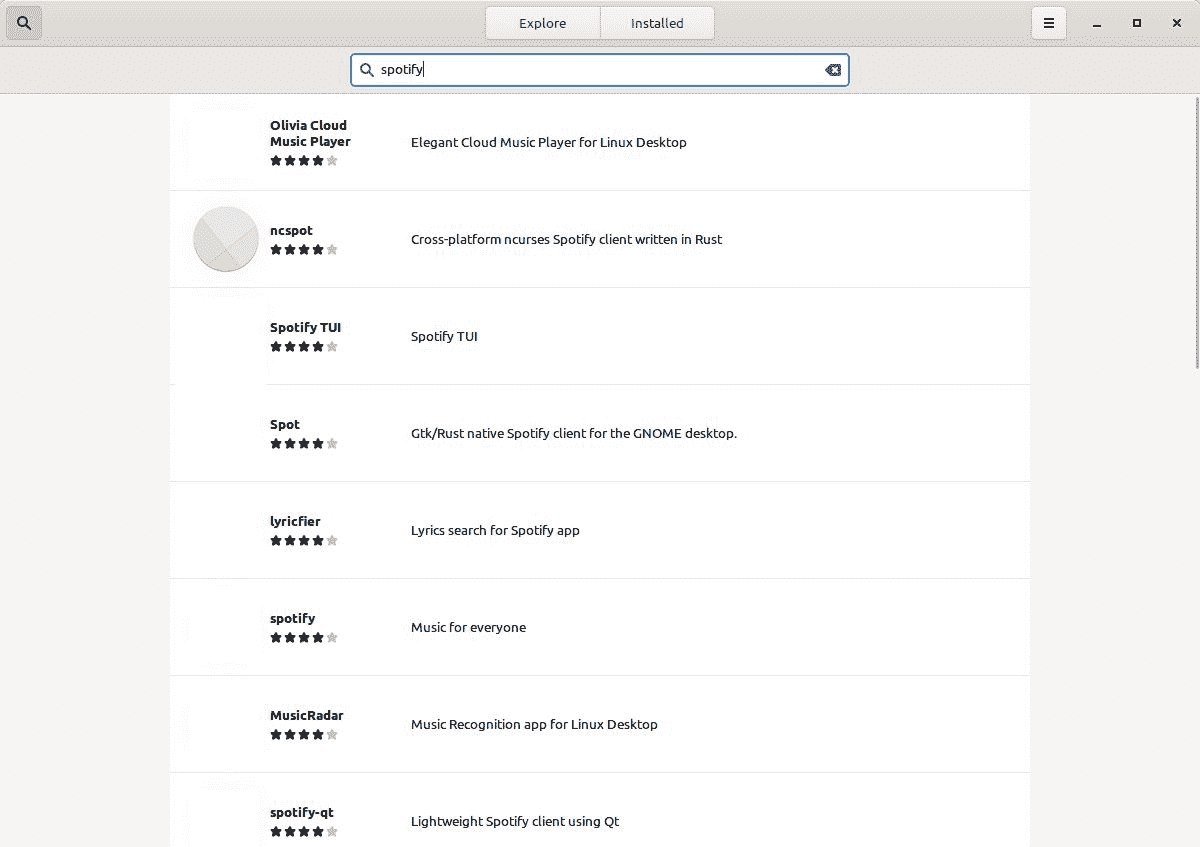 Explore
Installed
spotify
Olivia Cloud
Music Player
Elegant Cloud Music Player for Linux Desktop
ncspot
Cross-platform ncurses Spotify client written in Rust
Spotify TUI
Spotify TUI
Spot
Gtk/Rust native Spotify client for the GNOME desktop.
lyricfier
Lyrics search for Spotify app
spotify
Music for everyone
MusicRadar
Music Recognition app for Linux Desktop
spotify-qt
Lightweight Spotify client using Qt